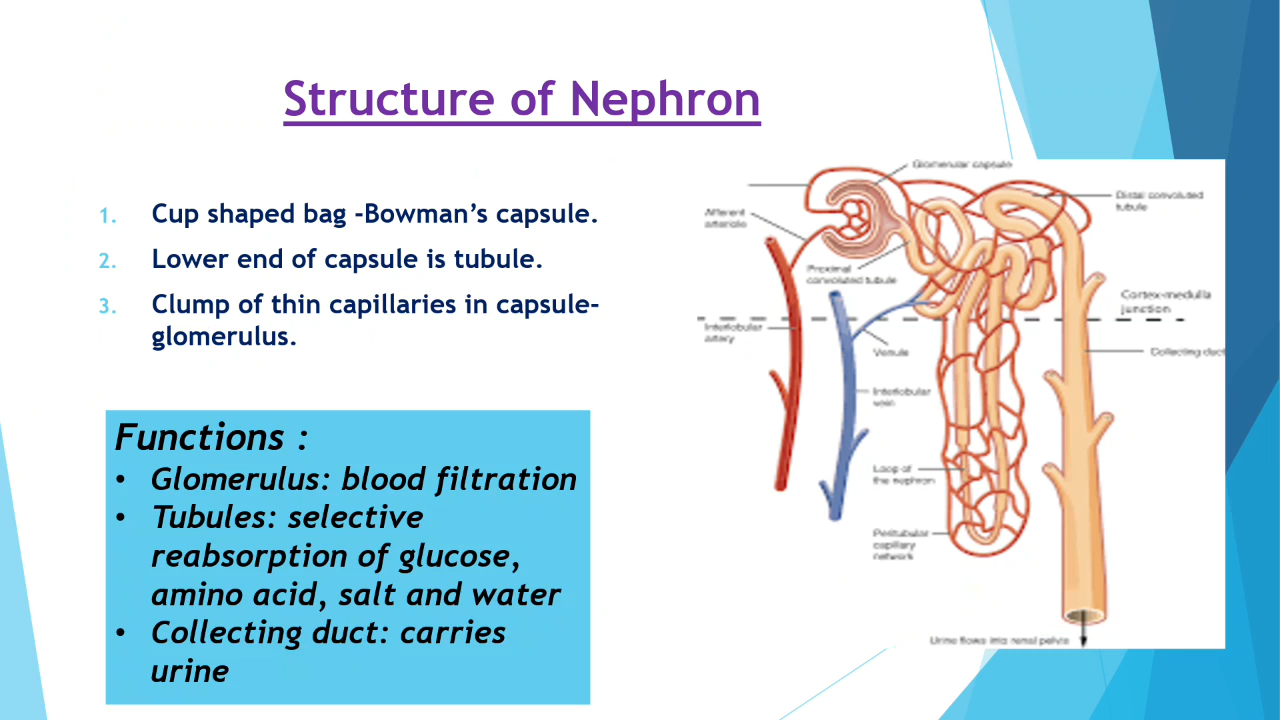 Structure of Nephron
1. Cup shaped bag -Bowman's capsule.
2. Lower end of capsule is tubule.
3. Clump of thin capillaries in capsule-
glomerulus.
Functions :
• Glomerulus: blood filtration
• Tubules: selective
reabsorption of glucose,
amino acid, salt and water
• Collecting duct: carries
urine
Glomerular capsule
Distal convoluted
tubule
Afferent
arteriole
Proximal
convoluted tubule
Cortex-medulla
junction
Interlobular
artery
Venule
Collecting duct
Interlobular
vein
Loop of
the nephron
Peritubular
capillary
network
Urine flows into renal pelvis